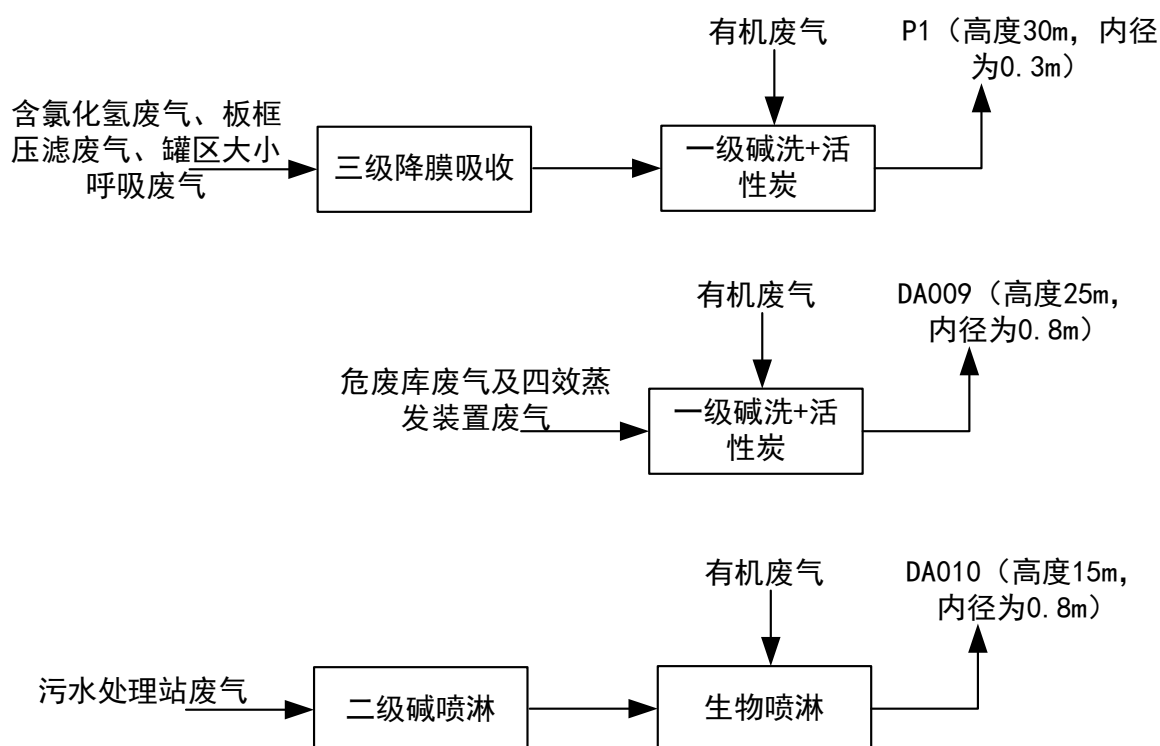 有机废气
P1（高度30m，内径
为0.3m）
含氯化氢废气、板框
压滤废气、罐区大小
呼吸废气
三级降膜吸收
一级碱洗+活
性炭
有机废气
DA009（高度25m，
内径为0.8m）
危废库废气及四效蒸
发装置废气
一级碱洗+活
性炭
有机废气
DA010（高度15m，
内径为0.8m）
污水处理站废气
二级碱喷淋
生物喷淋